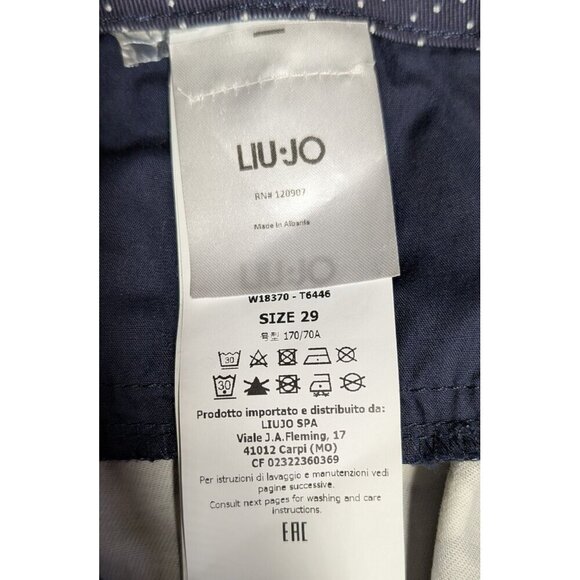 LIU·JO
RN# 120907
Made in Albania
LIU·JO
W18370 - T6446
SIZE 29
号型 170/70A
30
30
Prodotto importato e distribuito da:
LIUJO SPA
Viale J.A.Fleming, 17
41012 Carpi (MO)
CF 02322360369
Per istruzioni di lavaggio e manutenzioni vedi
pagine successive.
Consult next pages for washing and care
instructions.
EAC